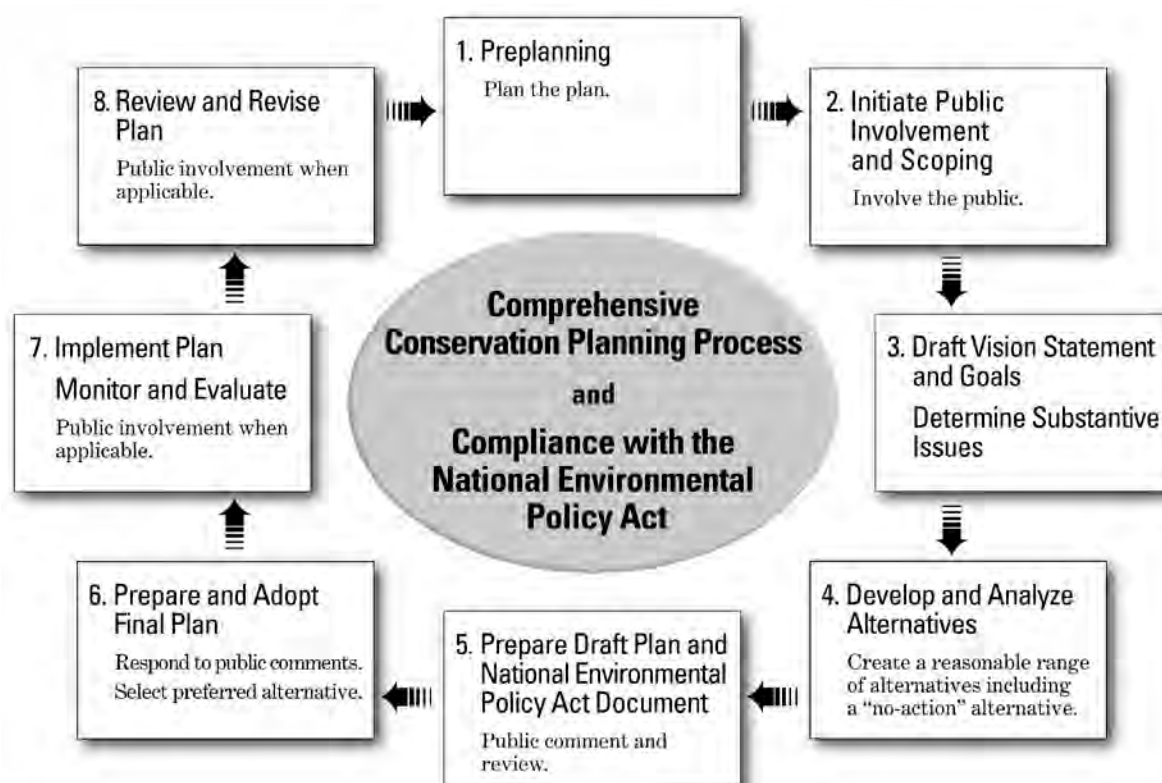 1. Preplanning
Plan the plan.
2. Initiate Public
Involvement
and Scoping
Involve the public.
3. Draft Vision Statement
and Goals
Determine Substantive
Issues
4. Develop and Analyze
Alternatives
Create a reasonable range
of alternatives including
a “no-action” alternative.
5. Prepare Draft Plan and
National Environmental
Policy Act Document
Public comment and
review.
6. Prepare and Adopt
Final Plan
Respond to public comments.
Select preferred alternative.
7. Implement Plan
Monitor and Evaluate
Public involvement when
applicable.
8. Review and Revise
Plan
Public involvement when
applicable.
Comprehensive
Conservation Planning Process
and
Compliance with the
National Environmental
Policy Act